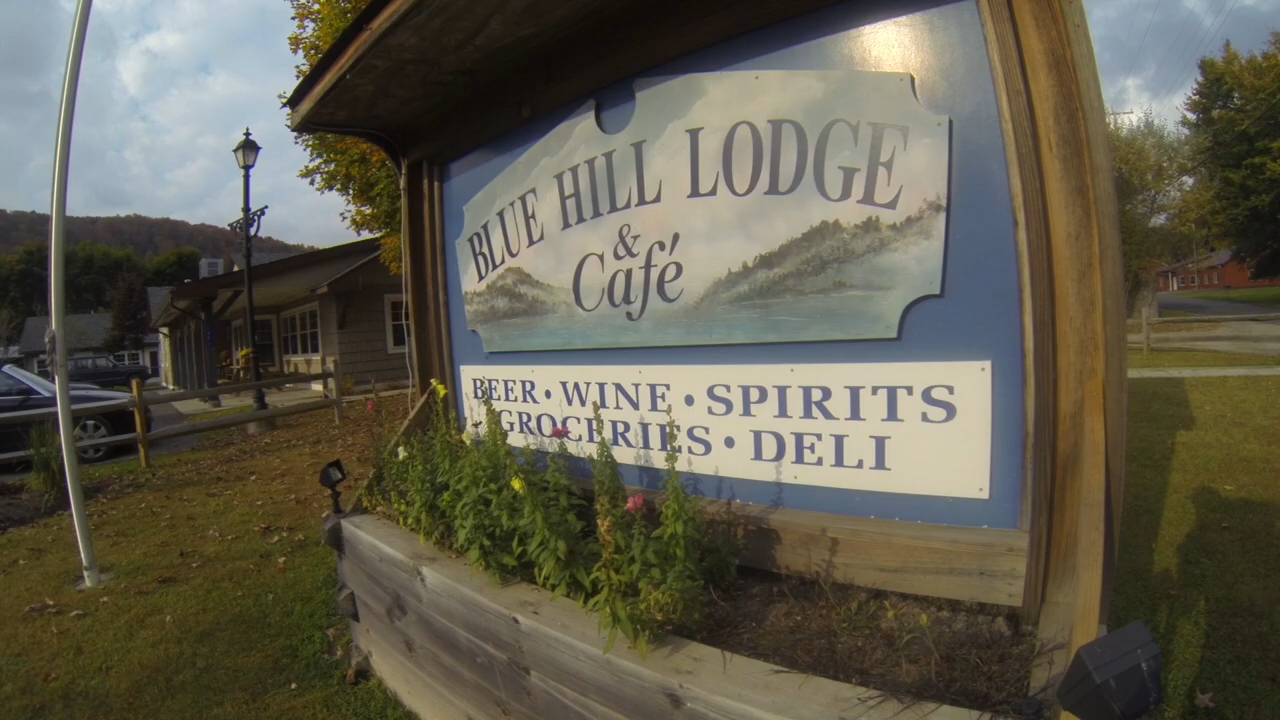 BLUE HILL LODGE
&
Café
BEER • WINE • SPIRITS
GROCERIES • DELI